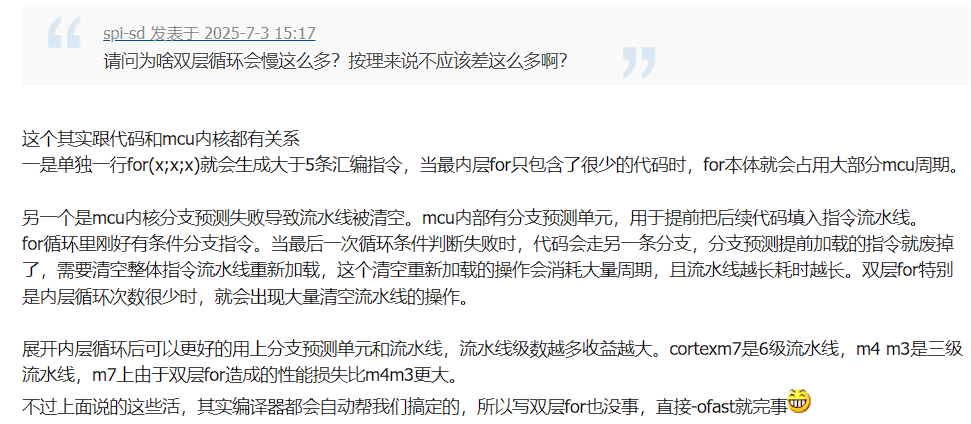 spi-sd 发表于 2025-7-3 15:17
请问为啥双层循环会慢这么多？按理来说不应该差这么多啊？
这个其实跟代码和mcu内核都有关系
一是单独一行for(x;x;x)就会生成大于5条汇编指令，当最内层for只包含了很少的代码时，for本体就会占用大部分mcu周期。
另一个是mcu内核分支预测失败导致流水线被清空。mcu内部有分支预测单元，用于提前把后续代码填入指令流水线。
for循环里刚好有条件分支指令。当最后一次循环条件判断失败时，代码会走另一条分支，分支预测提前加载的指令就废掉
了，需要清空整体指令流水线重新加载，这个清空重新加载的操作会消耗大量周期，且流水线越长耗时越长。双层for特别
是内层循环次数很少时，就会出现大量清空流水线的操作。
展开内层循环后可以更好的用上分支预测单元和流水线，流水线级数越多收益越大。cortexm7是6级流水线，m4 m3是三级
流水线，m7上由于双层for造成的性能损失比m4m3更大。
不过上面说的这些活，其实编译器都会自动帮我们搞定的，所以写双层for也没事，直接-ofast就完事